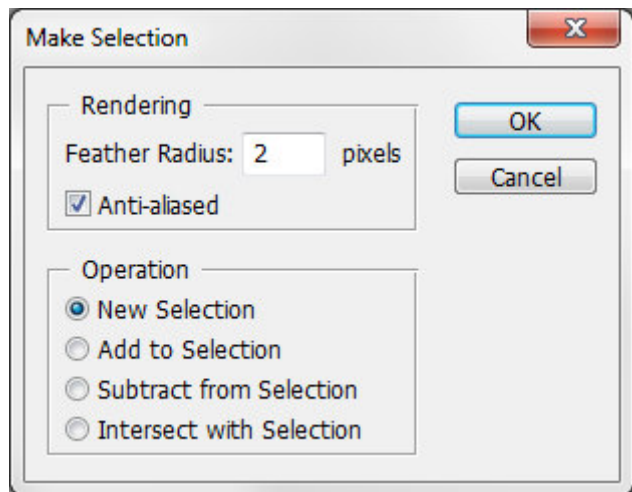 Make Selection
Rendering
Feather Radius: 2 pixels
Anti-aliased
OK
Cancel
Operation
New Selection
Add to Selection
Subtract from Selection
Intersect with Selection